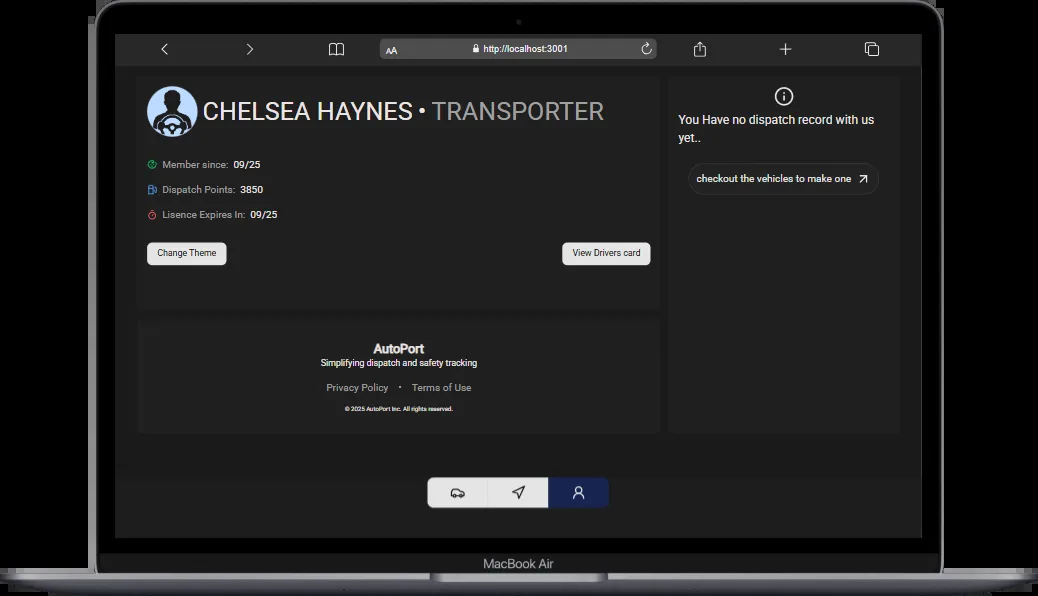 AA
http://localhost:3001
CHELSEA HAYNES • TRANSPORTER
Member since: 09/25
Dispatch Points: 3850
Lisence Expires In: 09/25
Change Theme
View Drivers card
You Have no dispatch record with us
yet..
checkout the vehicles to make one
AutoPort
Simplifying dispatch and safety tracking
Privacy Policy • Terms of Use
© 2025 AutoPort Inc. All rights reserved.
MacBook Air